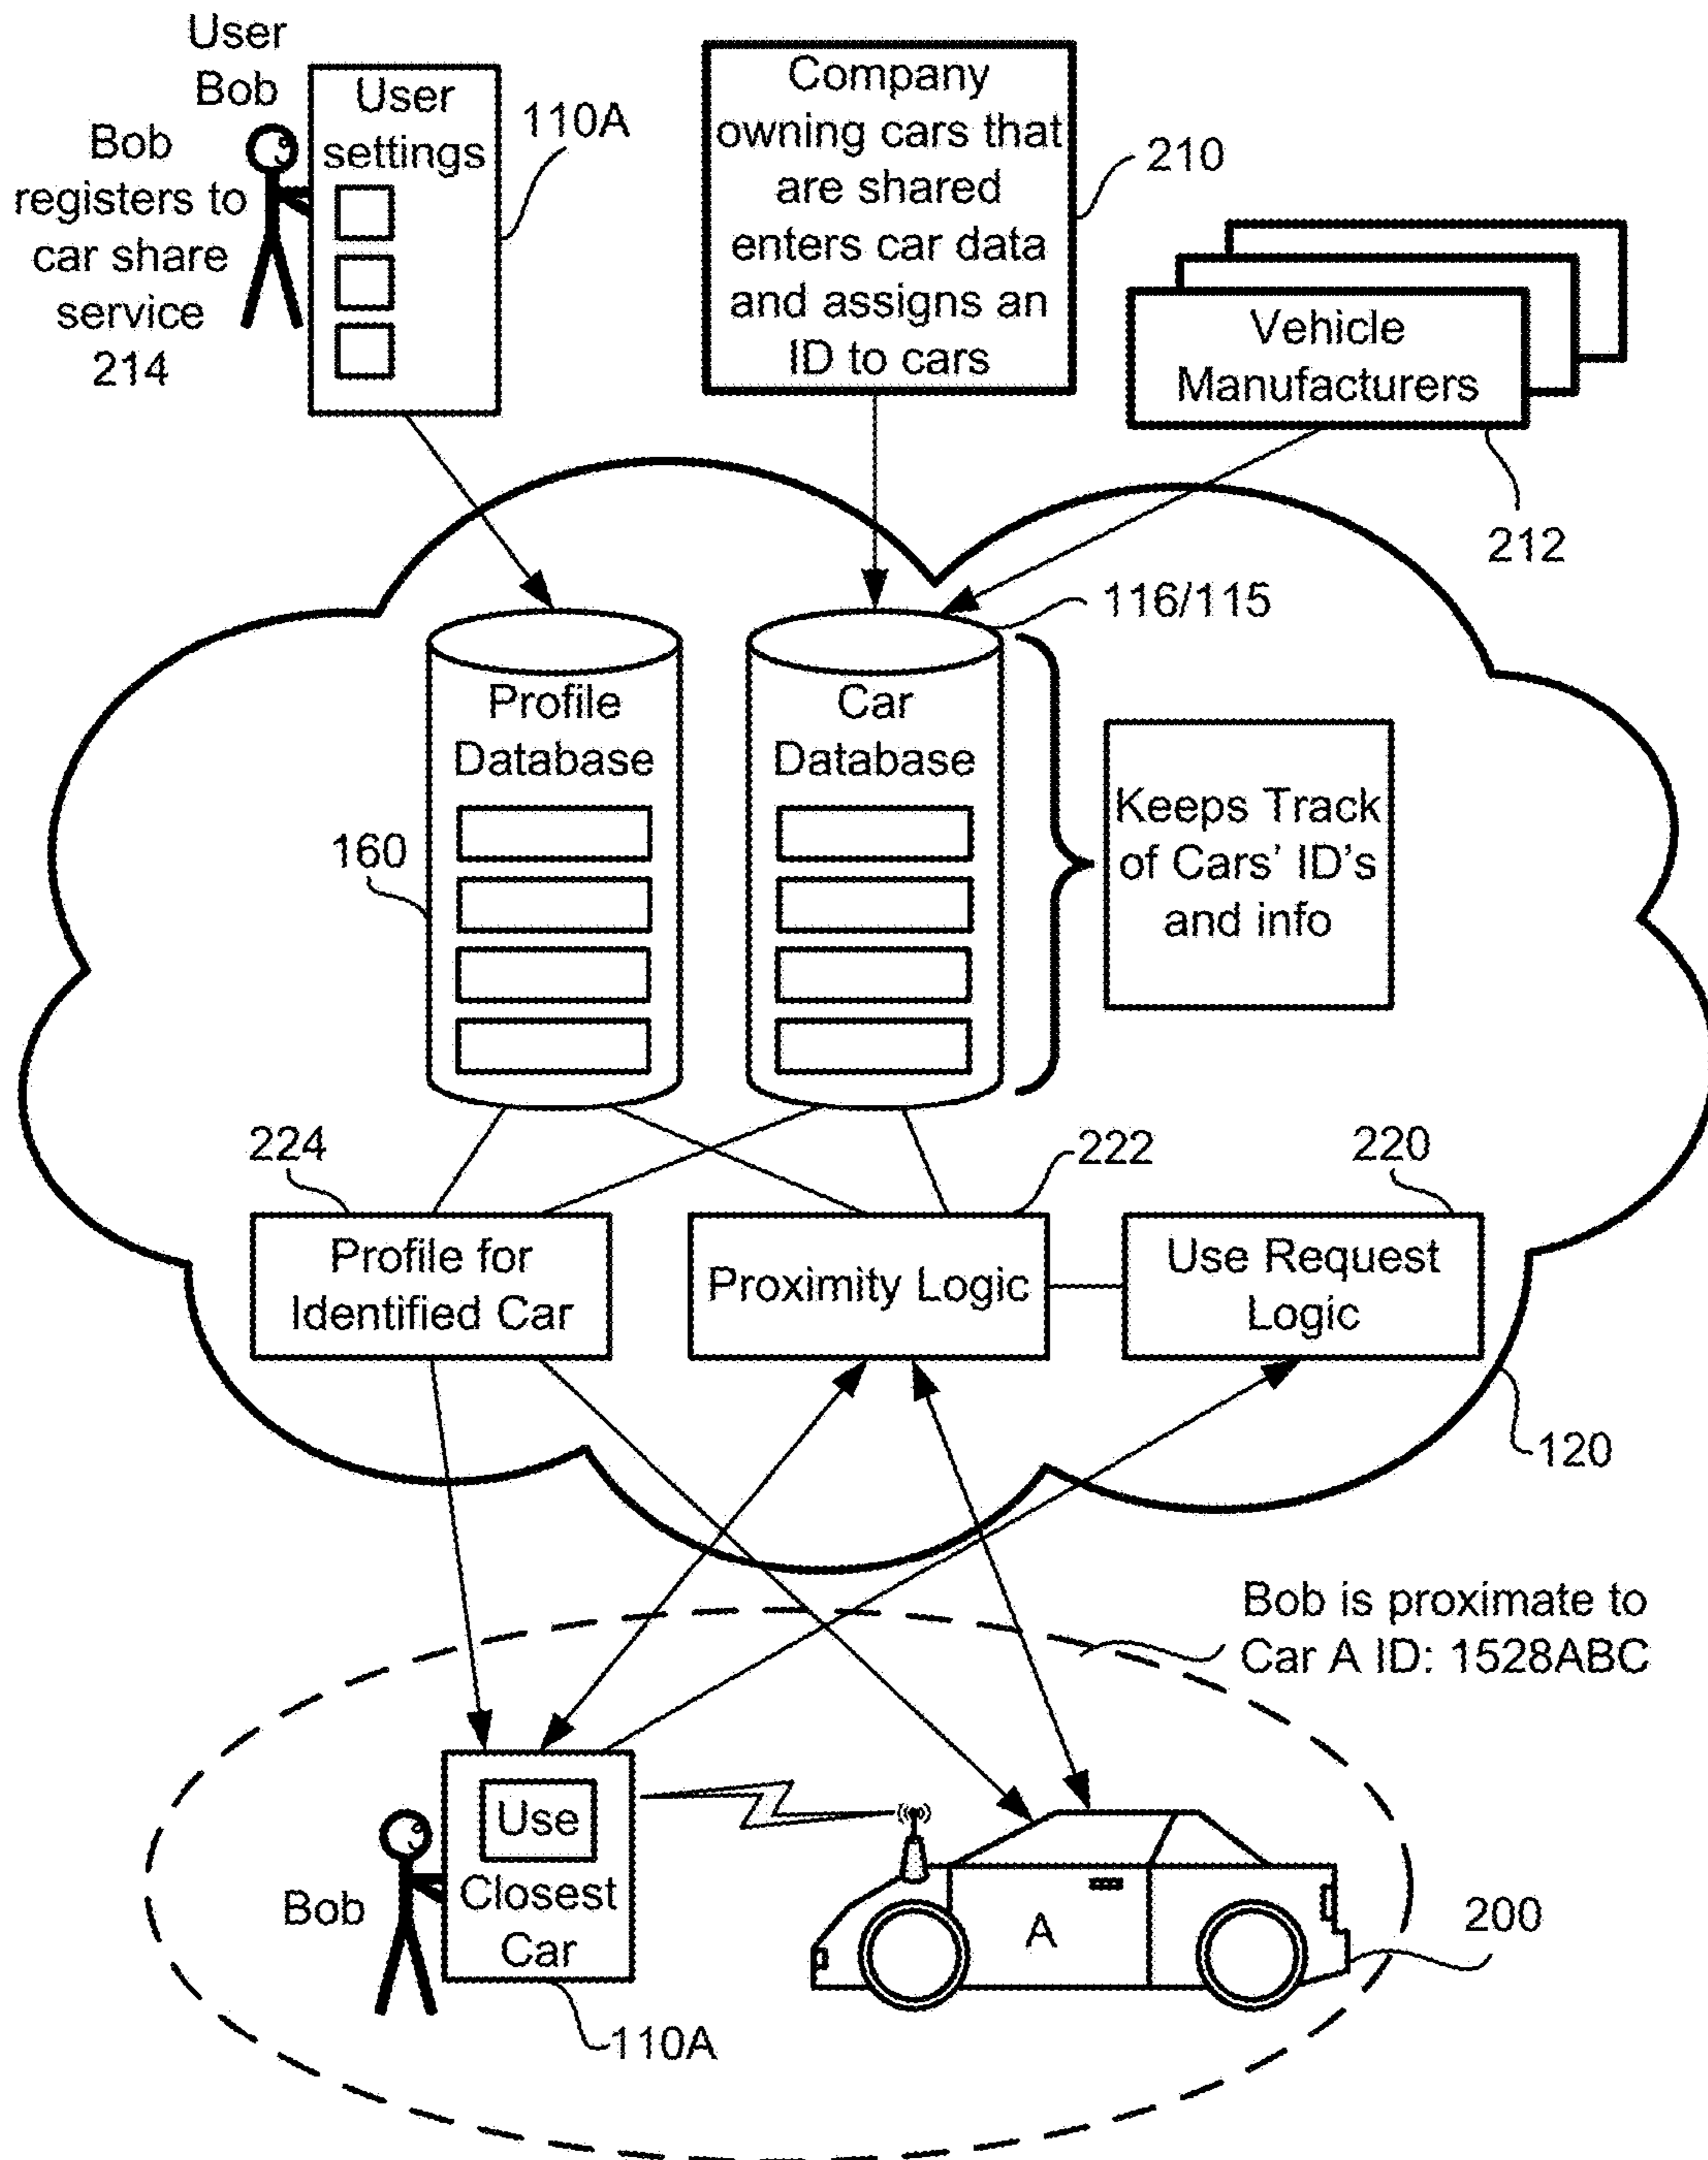 User
Bob
Bob
registers to
car share
service
214
User
settings
110A
Company
owning cars that
are shared
enters car data
and assigns an
ID to cars
210
Vehicle
Manufacturers
212
116/115
Profile
Database
Car
Database
160
Keeps Track
of Cars' ID's
and info
224
222
220
Profile for
Identified Car
Proximity Logic
Use Request
Logic
120
Bob is proximate to
Car A ID: 1528ABC
Use
Closest
Car
Bob
A
200
110A